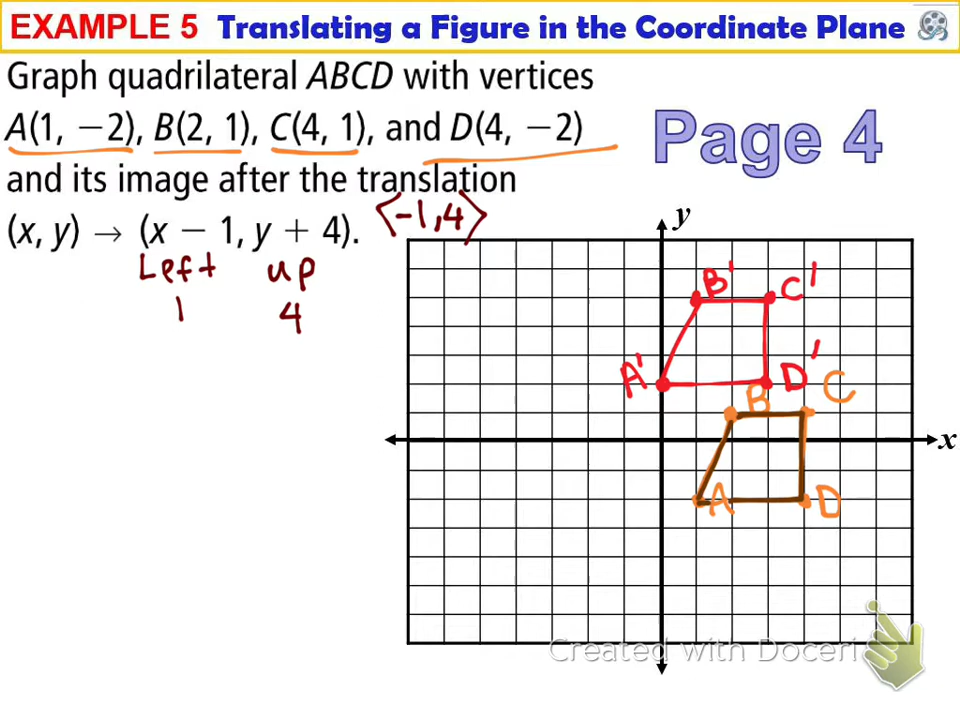 EXAMPLE 5 Translating a Figure in the Coordinate Plane
Graph quadrilateral ABCD with vertices
A(1, −2), B(2, 1), C(4, 1), and D(4, −2)
and its image after the translation
(x, y) → (x − 1, y + 4).
<-1,4>
Left up
1 4
Page 4
y
B' C'
A' D'
B C
x
A D
Created with Doceri